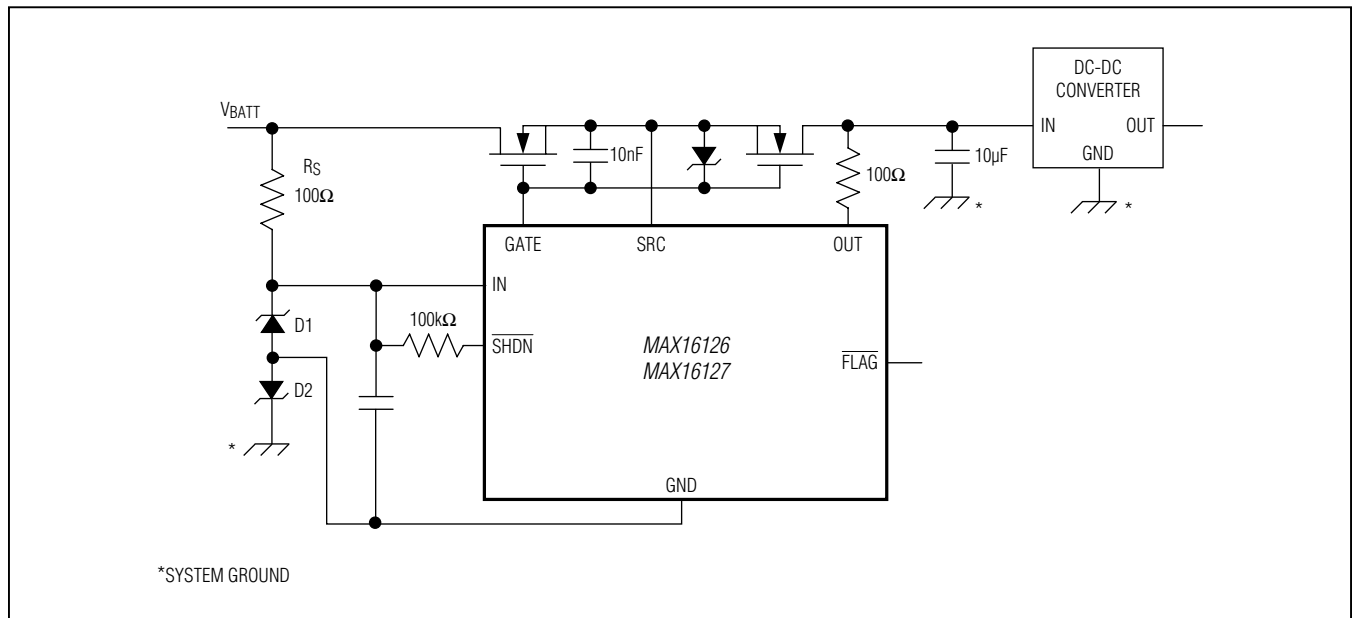 DC-DC
CONVERTER
IN
OUT
GND
*
VBATT
RS
100Ω
10nF
100Ω
10µF
*
GATE
SRC
OUT
IN
100kΩ
SHDN
MAX16126
MAX16127
FLAG
D1
D2
*
GND
*SYSTEM GROUND